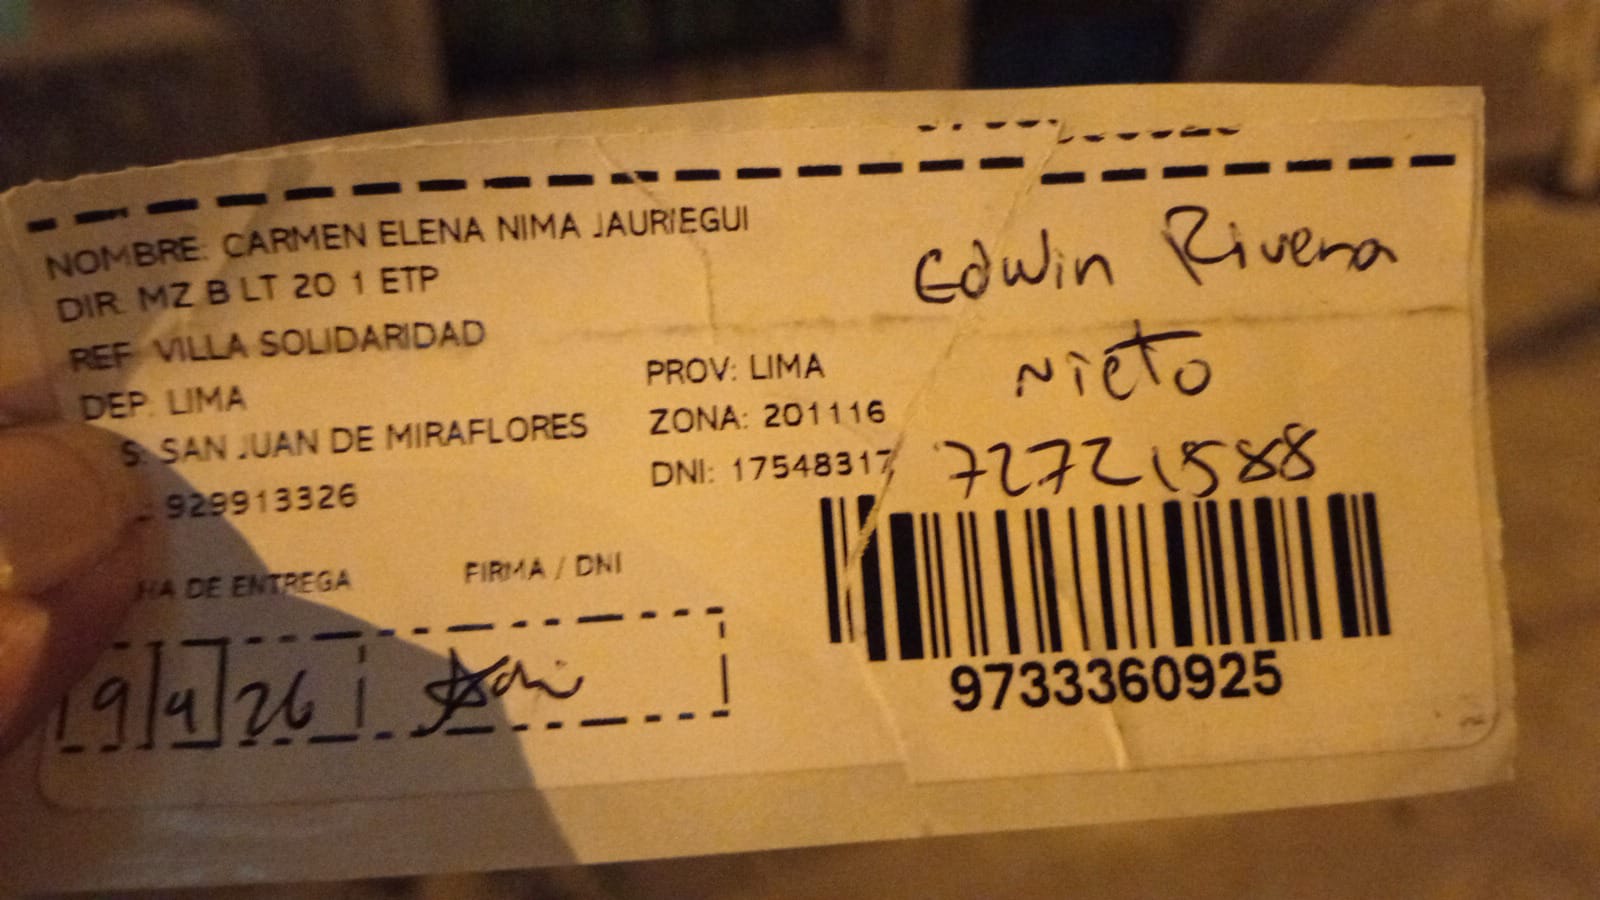 NOMBRE: CARMEN ELENA NIMA JAURIEGUI
DIR. MZ B LT 20 1 ETP
REF. VILLA SOLIDARIDAD
DEP. LIMA
PROV: LIMA
S: SAN JUAN DE MIRAFLORES
ZONA: 201116
: 929913326
DNI: 17548317
HA DE ENTREGA
FIRMA / DNI
9/4/26
Edwin Rivera
Nieto
72721588
9733360925